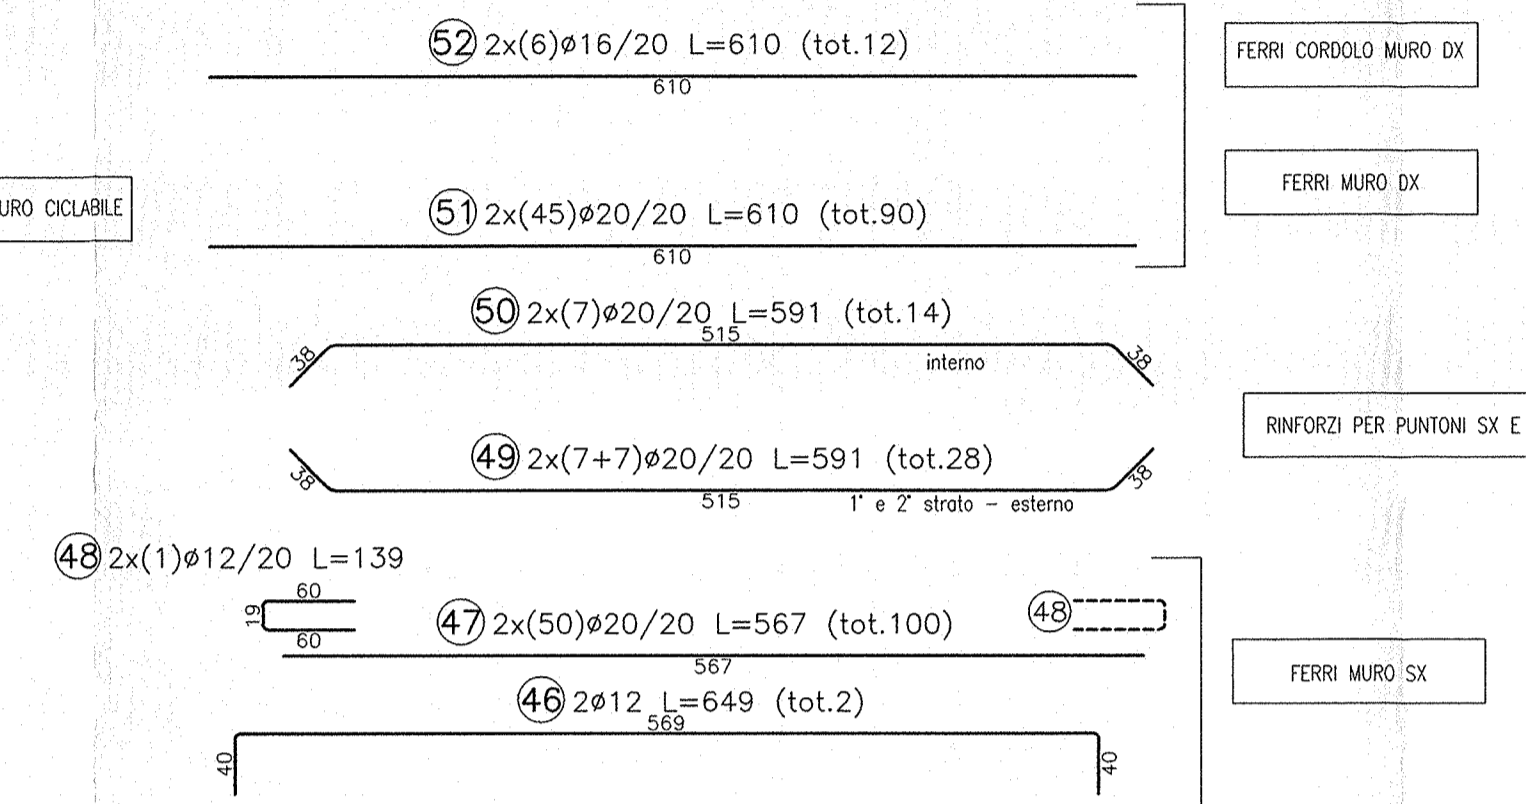 52 2x(6)ø16/20 L=610 (tot.12)
610
FERRI CORDOLO MURO DX
FERRI MURO DX
URO CICLABILE
51 2x(45)ø20/20 L=610 (tot.90)
610
50 2x(7)ø20/20 L=591 (tot.14)
515
38
38
interno
RINFORZI PER PUNTONI SX E
49 2x(7+7)ø20/20 L=591 (tot.28)
38
38
515
1° e 2° strato – esterno
48 2x(1)ø12/20 L=139
60
19
60
47 2x(50)ø20/20 L=567 (tot.100)
48
567
FERRI MURO SX
46 2ø12 L=649 (tot.2)
569
40
40